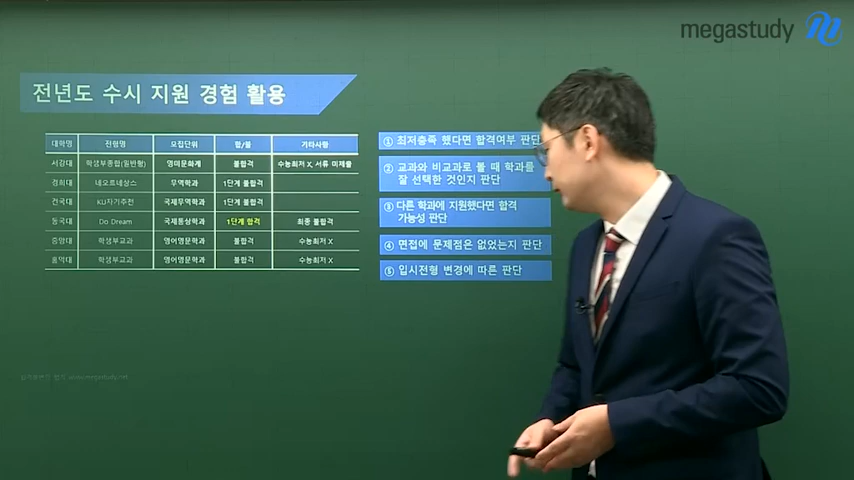 megastudy
전년도 수시 지원 경험 활용
대학명 전형명 모집단위 합/불 기타사항
서강대 학생부종합(일반형) 영미문화계 불합격 수능최저 X, 서류 미제출
경희대 네오르네상스 무역학과 1단계 불합격
건국대 KU자기추천 국제무역학과 1단계 불합격
동국대 Do Dream 국제통상학과 1단계 합격 최종 불합격
중앙대 학생부교과 영어영문학과 불합격 수능최저 X
홍익대 학생부교과 영어영문학과 불합격 수능최저 X
① 최저충족 했다면 합격여부 판단
② 교과와 비교과로 볼 때 학과를
잘 선택한 것인지 판단
③ 다른 학과에 지원했다면 합격
가능성 판단
④ 면접에 문제점은 없었는지 판단
⑤ 입시전형 변경에 따른 판단
www.megastudy.net